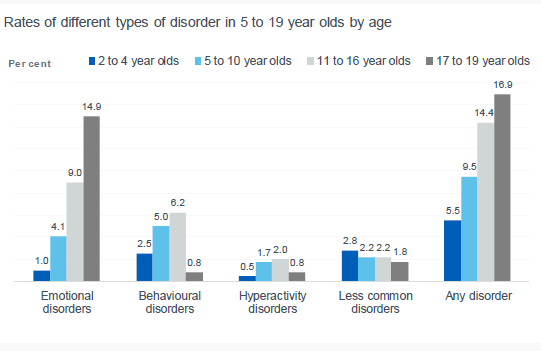 Rates of different types of disorder in 5 to 19 year olds by age
Per cent
2 to 4 year olds 5 to 10 year olds 11 to 16 year olds 17 to 19 year olds
1.0 4.1 9.0 14.9
2.5 5.0 6.2 0.8
0.5 1.7 2.0 0.8
2.8 2.2 2.2 1.8
5.5 9.5 14.4 16.9
Emotional disorders
Behavioural disorders
Hyperactivity disorders
Less common disorders
Any disorder